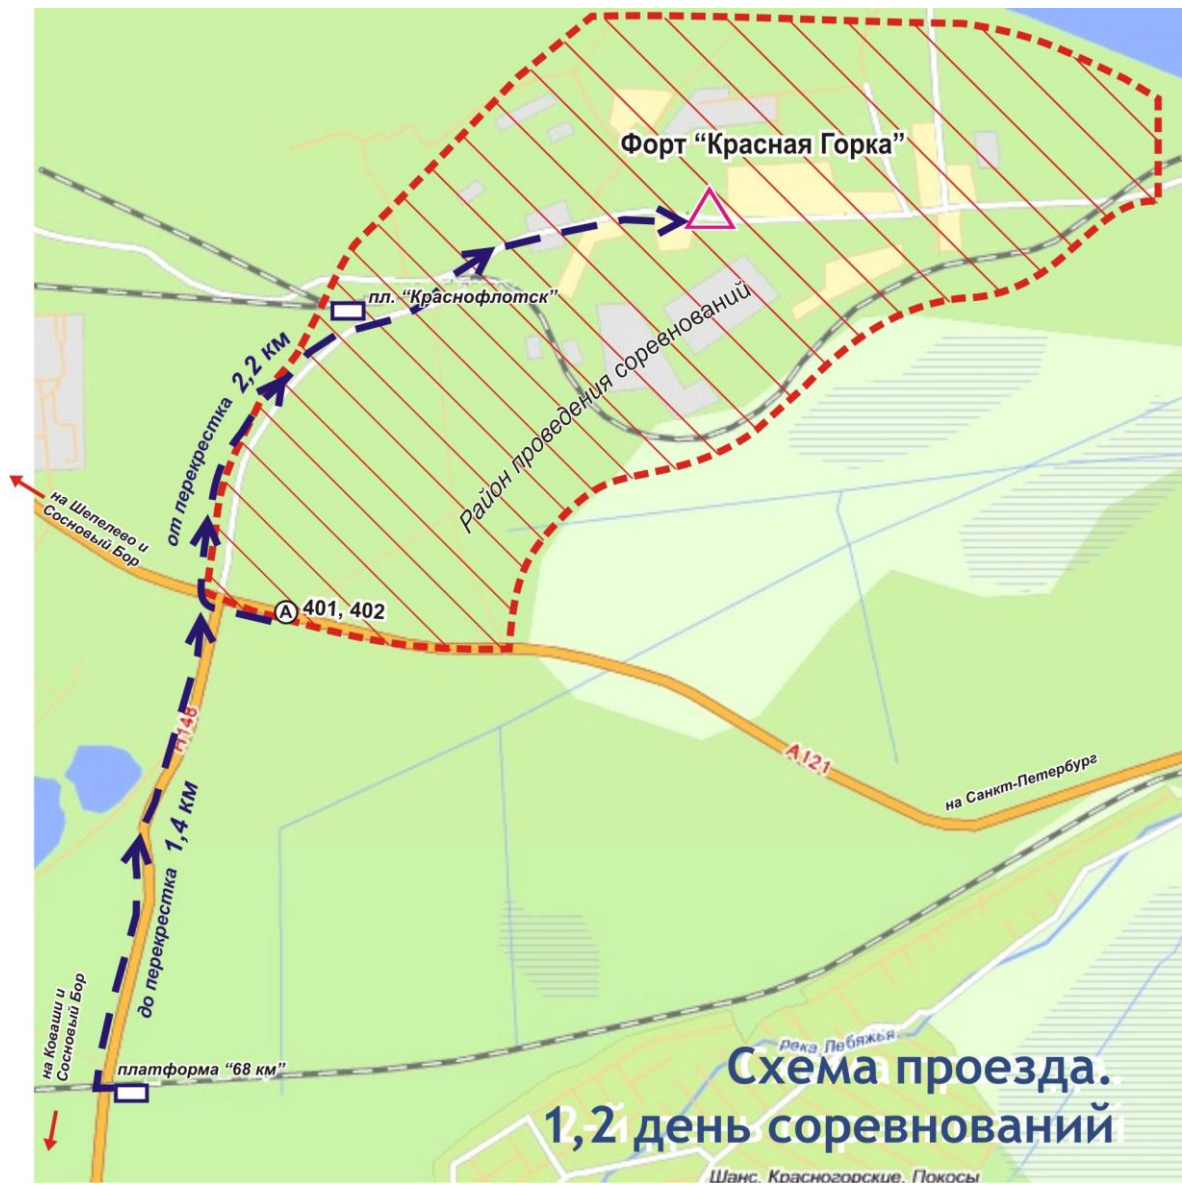 Форт “Красная Горка”
пл. “Краснофлотск”
Район проведения соревнований
от перекрестка 2,2 км
на Шепелево и
Сосновый Бор
А 401, 402
Н148
А121
на Санкт-Петербург
до перекрестка 1,4 км
на Коваши и
Сосновый Бор
платформа “68 км”
река Лебяжья
Схема проезда.
1,2 день соревнований
Шанс, Красногорские, Покосы